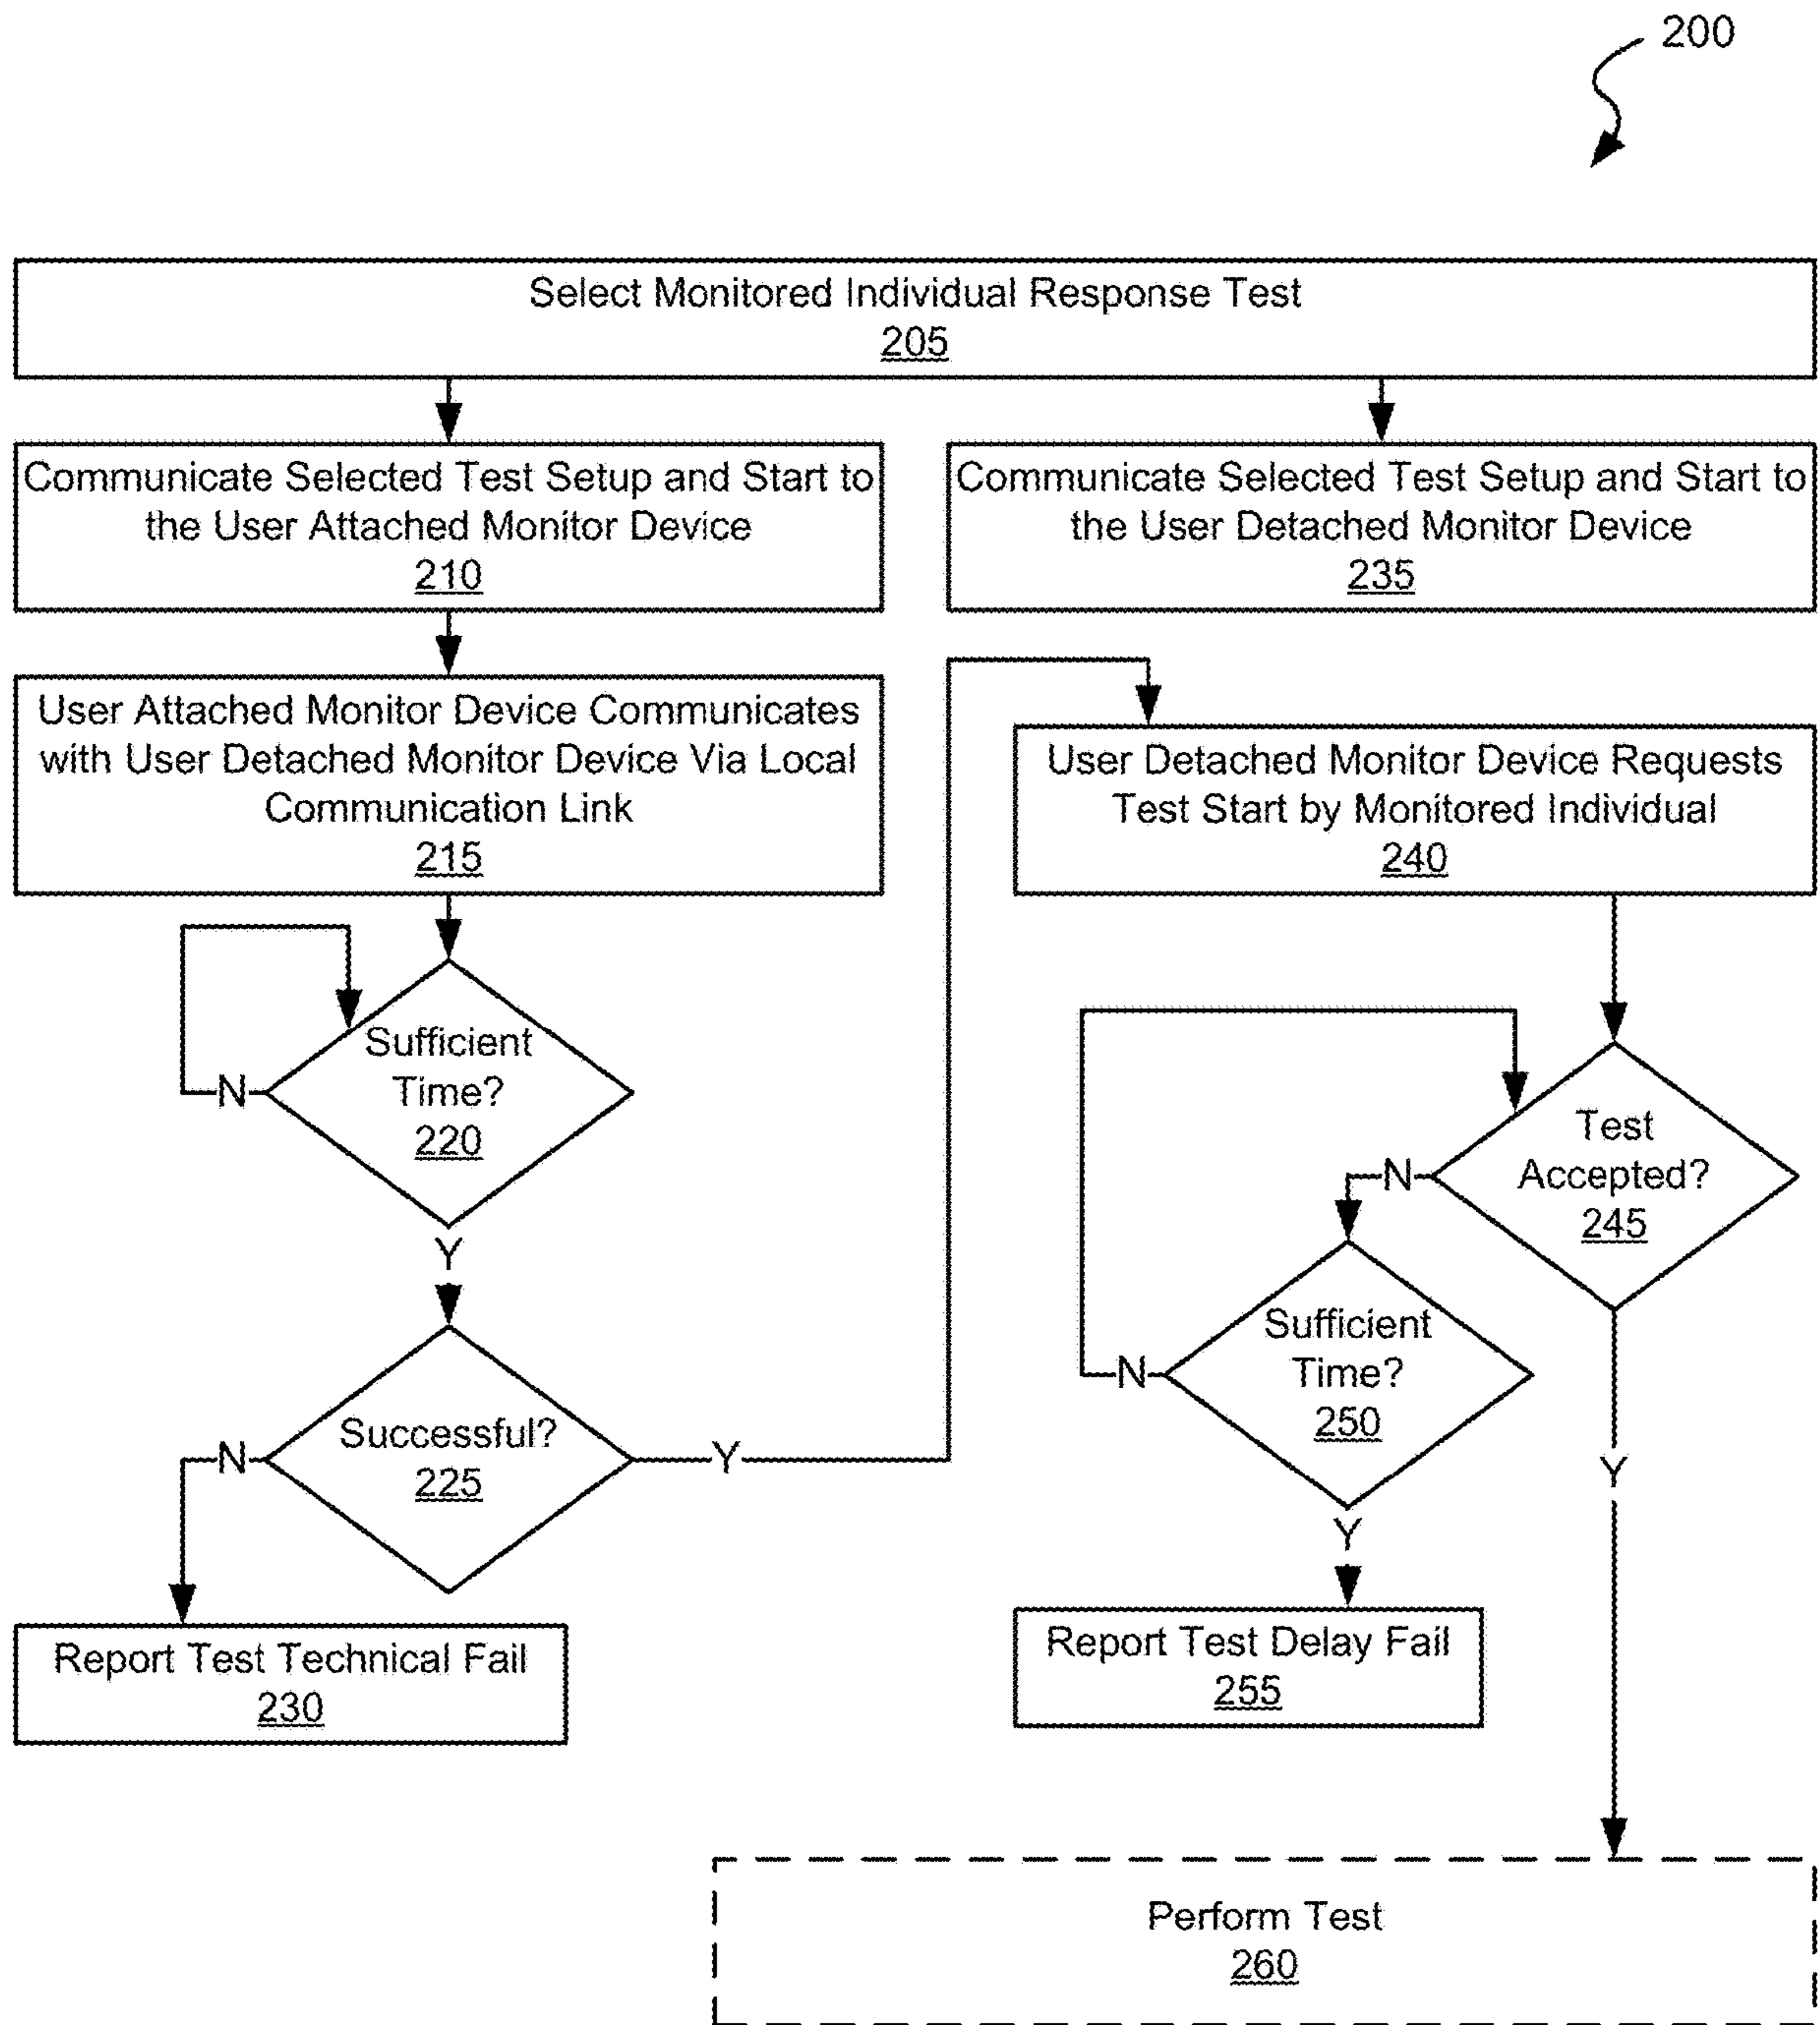 200
Select Monitored Individual Response Test
205
Communicate Selected Test Setup and Start to
the User Attached Monitor Device
210
Communicate Selected Test Setup and Start to
the User Detached Monitor Device
235
User Attached Monitor Device Communicates
with User Detached Monitor Device Via Local
Communication Link
215
User Detached Monitor Device Requests
Test Start by Monitored Individual
240
Sufficient
Time?
220
N
Y
Test
Accepted?
245
N
Y
Sufficient
Time?
250
N
Y
Successful?
225
N
Y
Report Test Technical Fail
230
Report Test Delay Fail
255
Perform Test
260